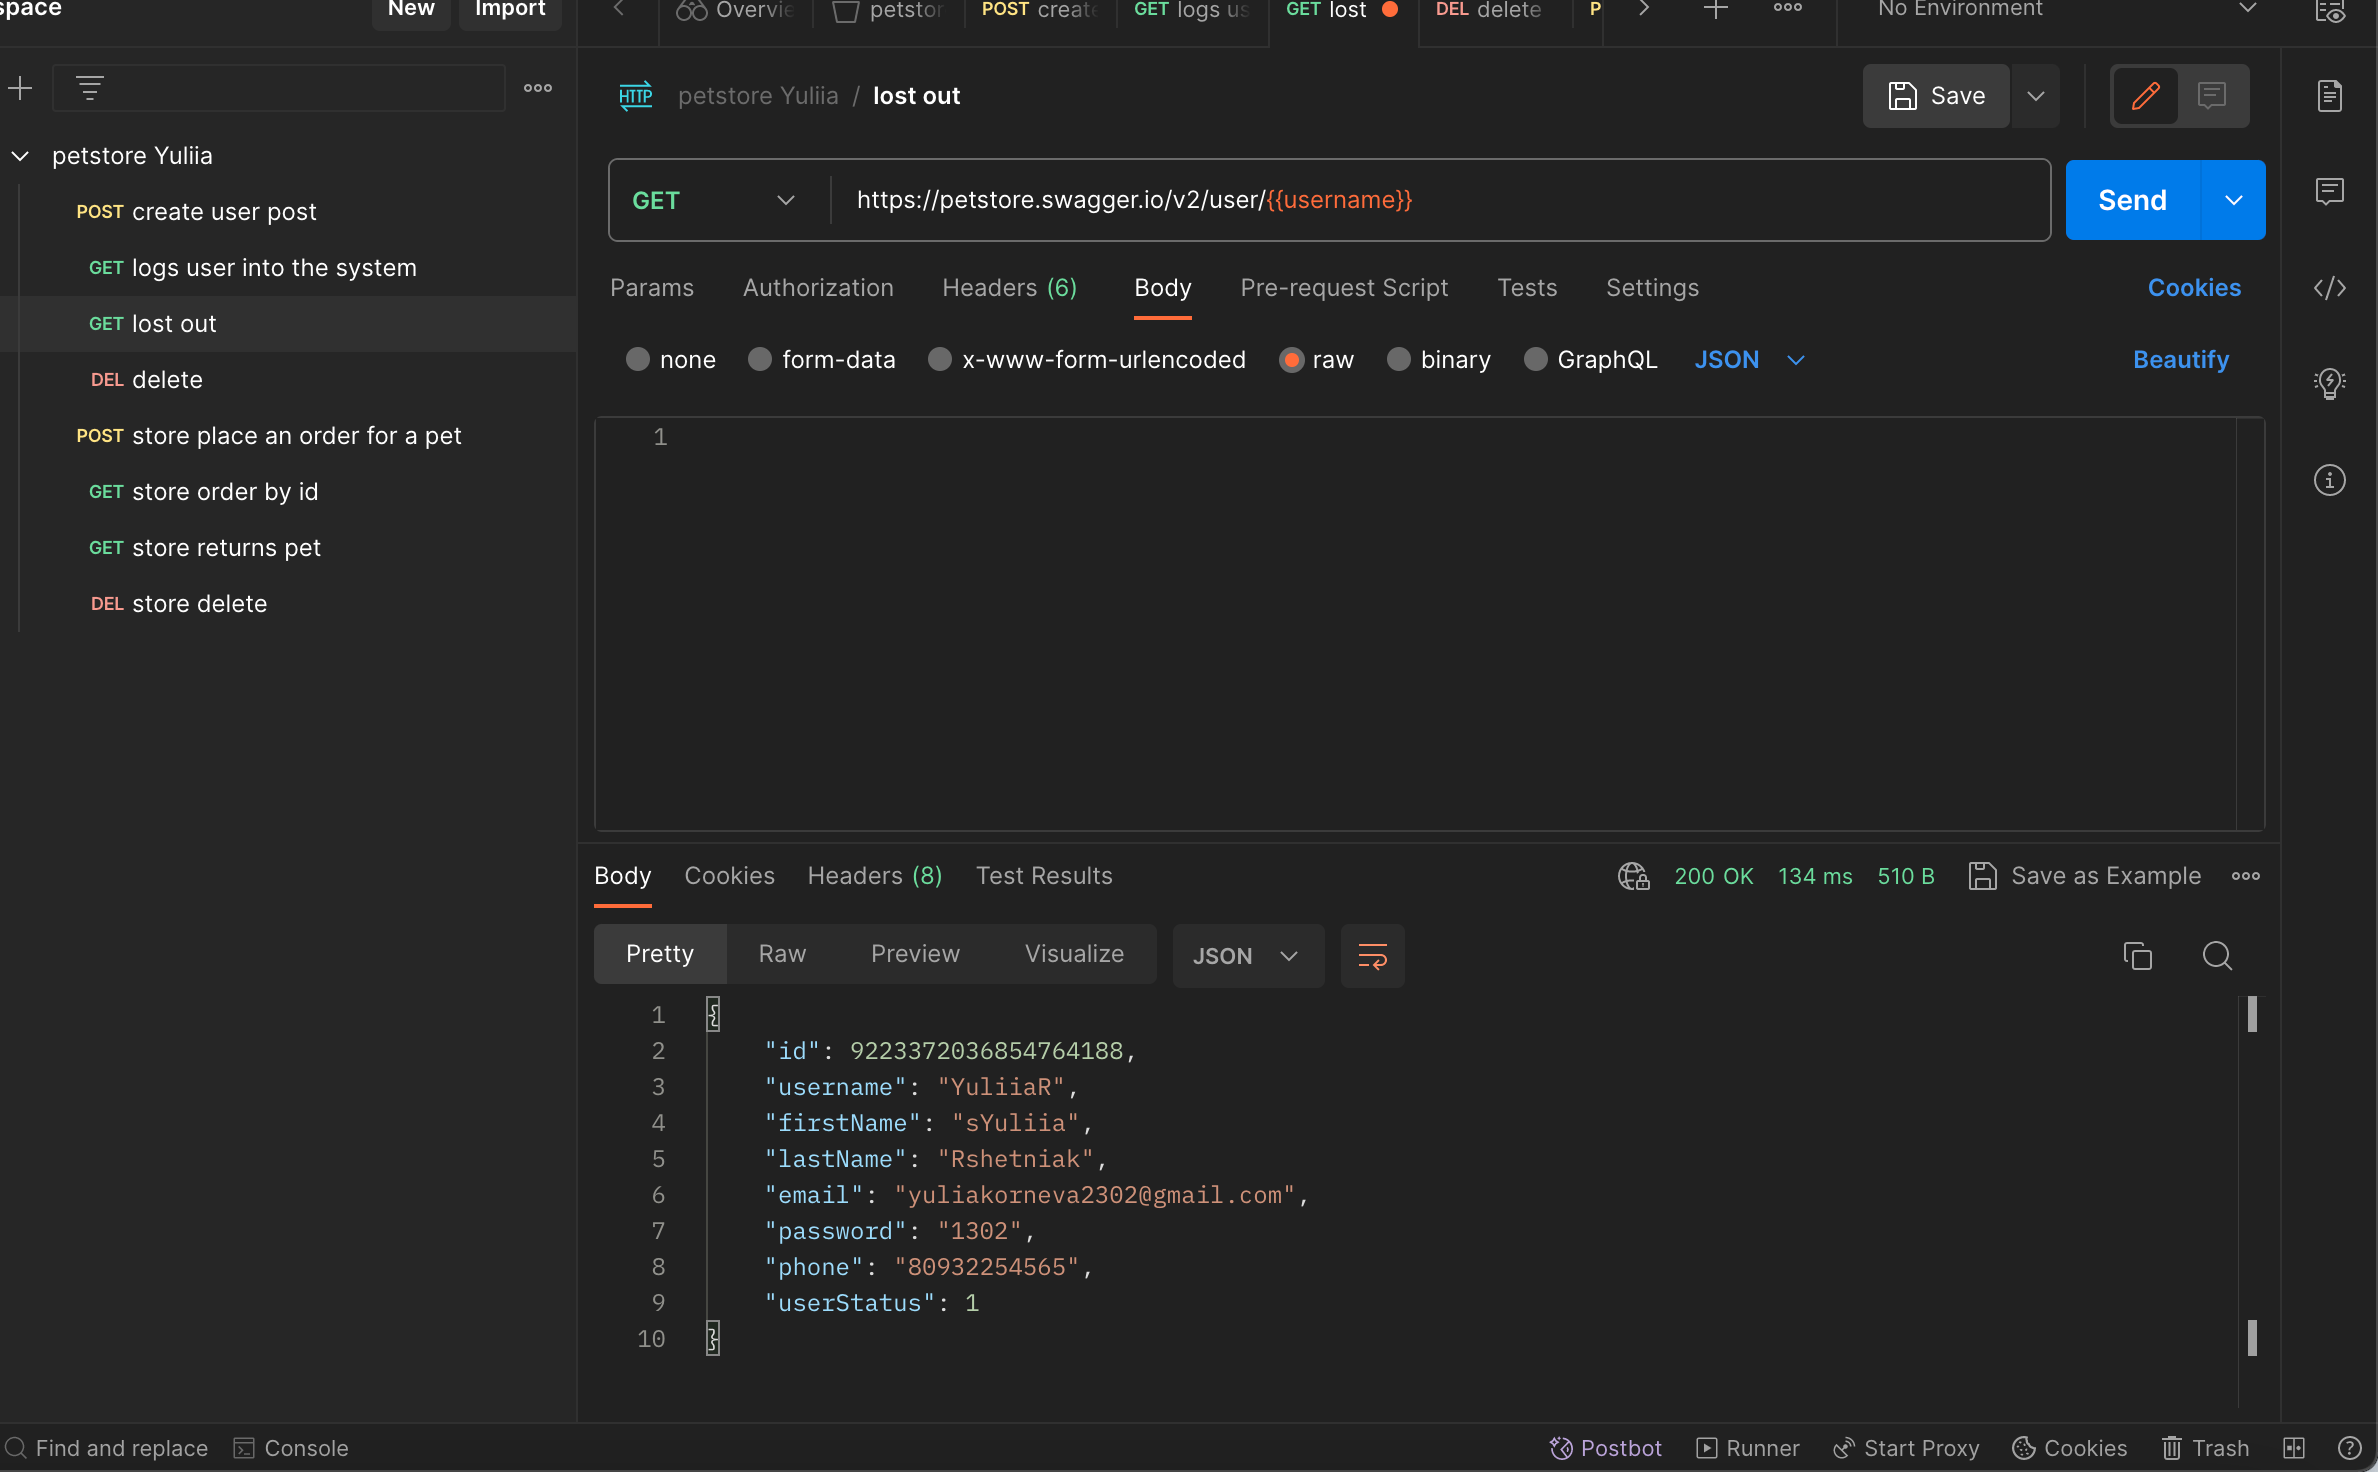 space
New
Import
Overvie
petstor
POST create
GET logs us
GET lost
DEL delete
P
No Environment
petstore Yuliia
POST create user post
GET logs user into the system
GET lost out
DEL delete
POST store place an order for a pet
GET store order by id
GET store returns pet
DEL store delete
HTTP petstore Yuliia / lost out
Save
GET
https://petstore.swagger.io/v2/user/{{username}}
Send
Params
Authorization
Headers (6)
Body
Pre-request Script
Tests
Settings
Cookies
none
form-data
x-www-form-urlencoded
raw
binary
GraphQL
JSON
Beautify
1
Body
Cookies
Headers (8)
Test Results
200 OK
134 ms
510 B
Save as Example
Pretty
Raw
Preview
Visualize
JSON
1 {
2 "id": 9223372036854764188,
3 "username": "YuliiaR",
4 "firstName": "sYuliia",
5 "lastName": "Rshetniak",
6 "email": "yuliakorneva2302@gmail.com",
7 "password": "1302",
8 "phone": "80932254565",
9 "userStatus": 1
10 }
Find and replace
Console
Postbot
Runner
Start Proxy
Cookies
Trash